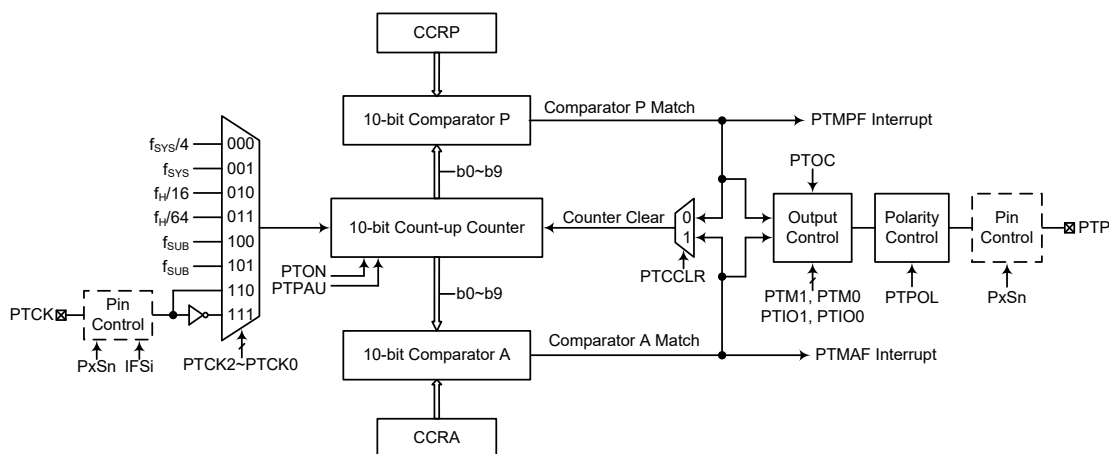 CCRP
10-bit Comparator P
Comparator P Match
PTMPF Interrupt
b0~b9
fSYS/4
000
fSYS
001
fH/16
010
fH/64
011
fSUB
100
fSUB
101
110
111
PTCK
Pin
Control
PxSn
IFSi
PTCK2~PTCK0
10-bit Count-up Counter
PTON
PTPAU
Counter Clear
0
1
PTCCLR
PTOC
Output
Control
PTM1, PTM0
PTIO1, PTIO0
Polarity
Control
PTPOL
Pin
Control
PxSn
PTP
b0~b9
10-bit Comparator A
Comparator A Match
PTMAF Interrupt
CCRA